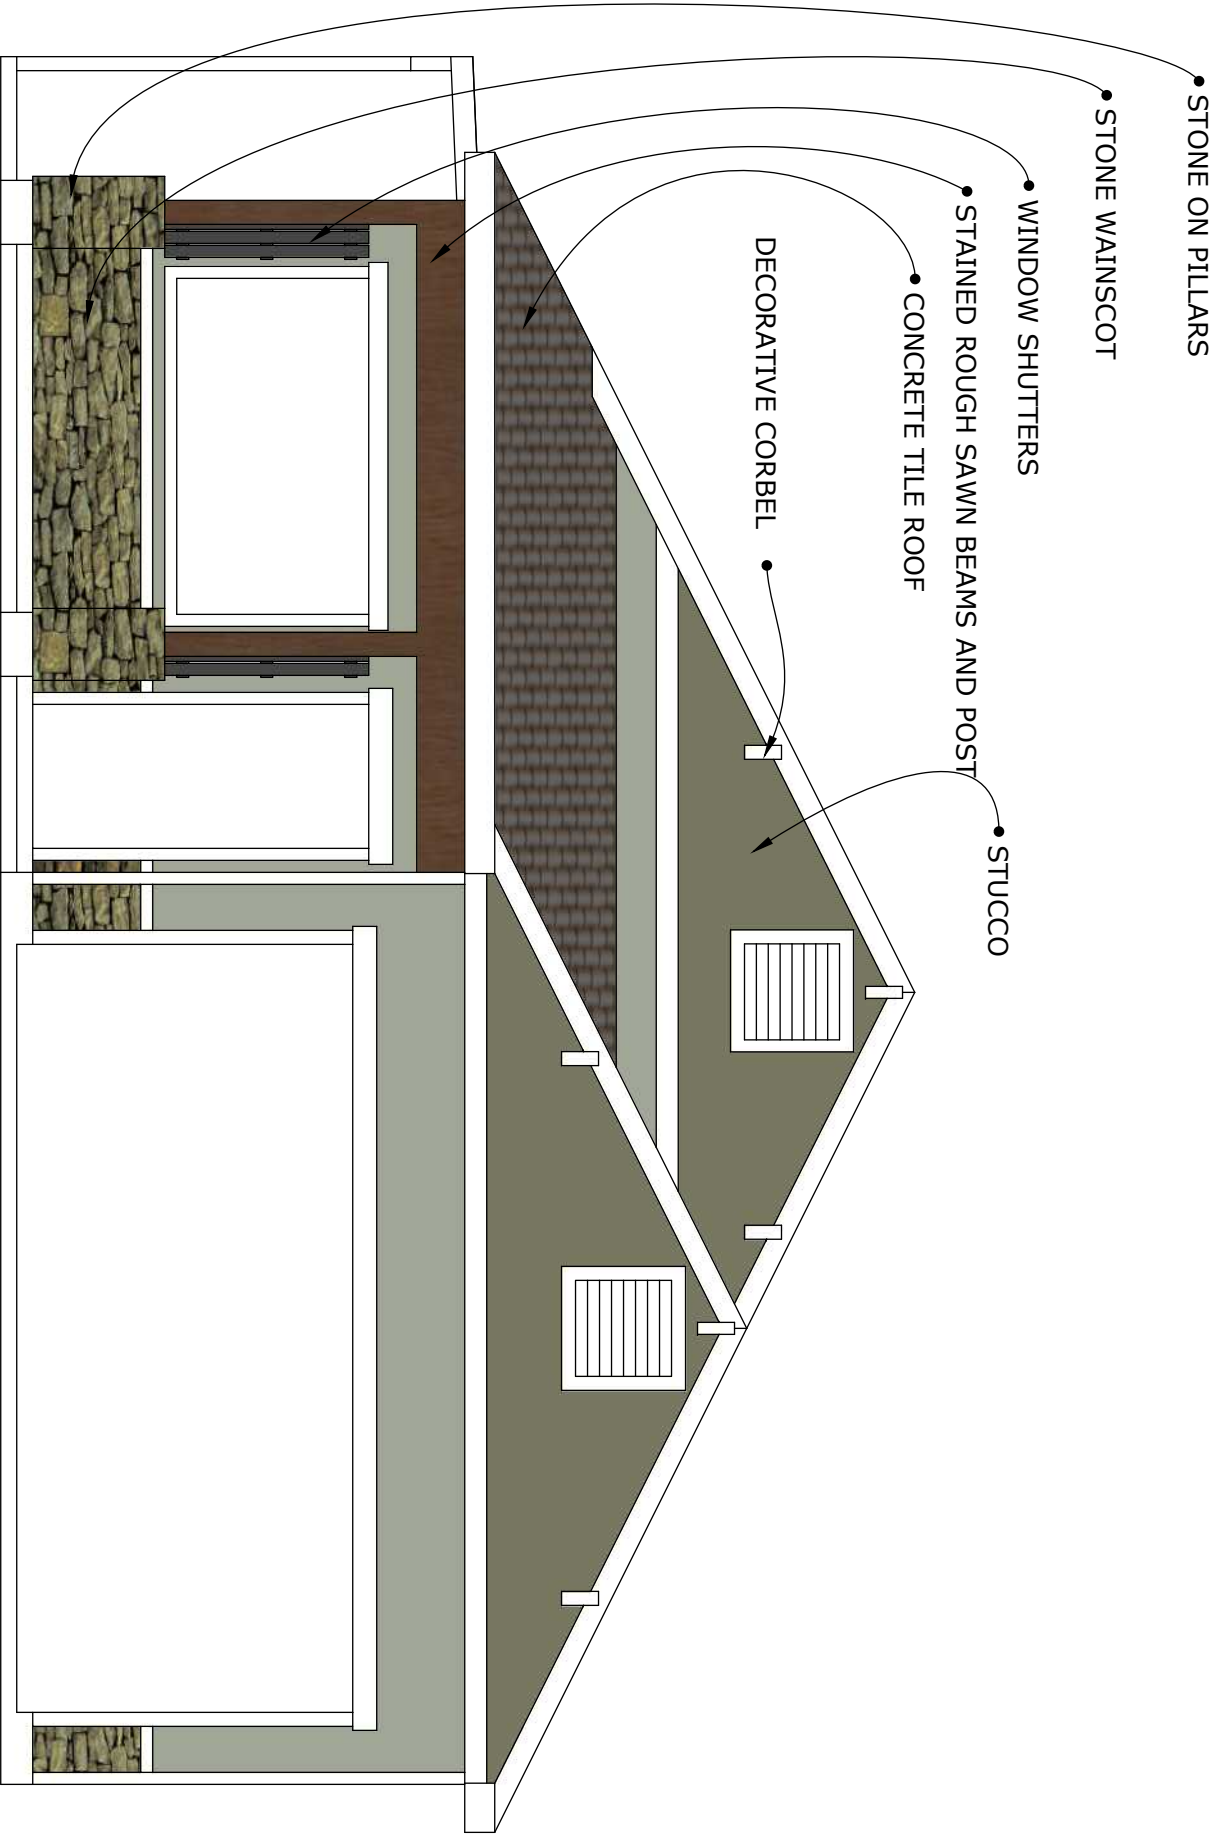 STONE ON PILLARS
STONE WAINSCOT
WINDOW SHUTTERS
STAINED ROUGH SAWN BEAMS AND POST
CONCRETE TILE ROOF
DECORATIVE CORBEL
STUCCO